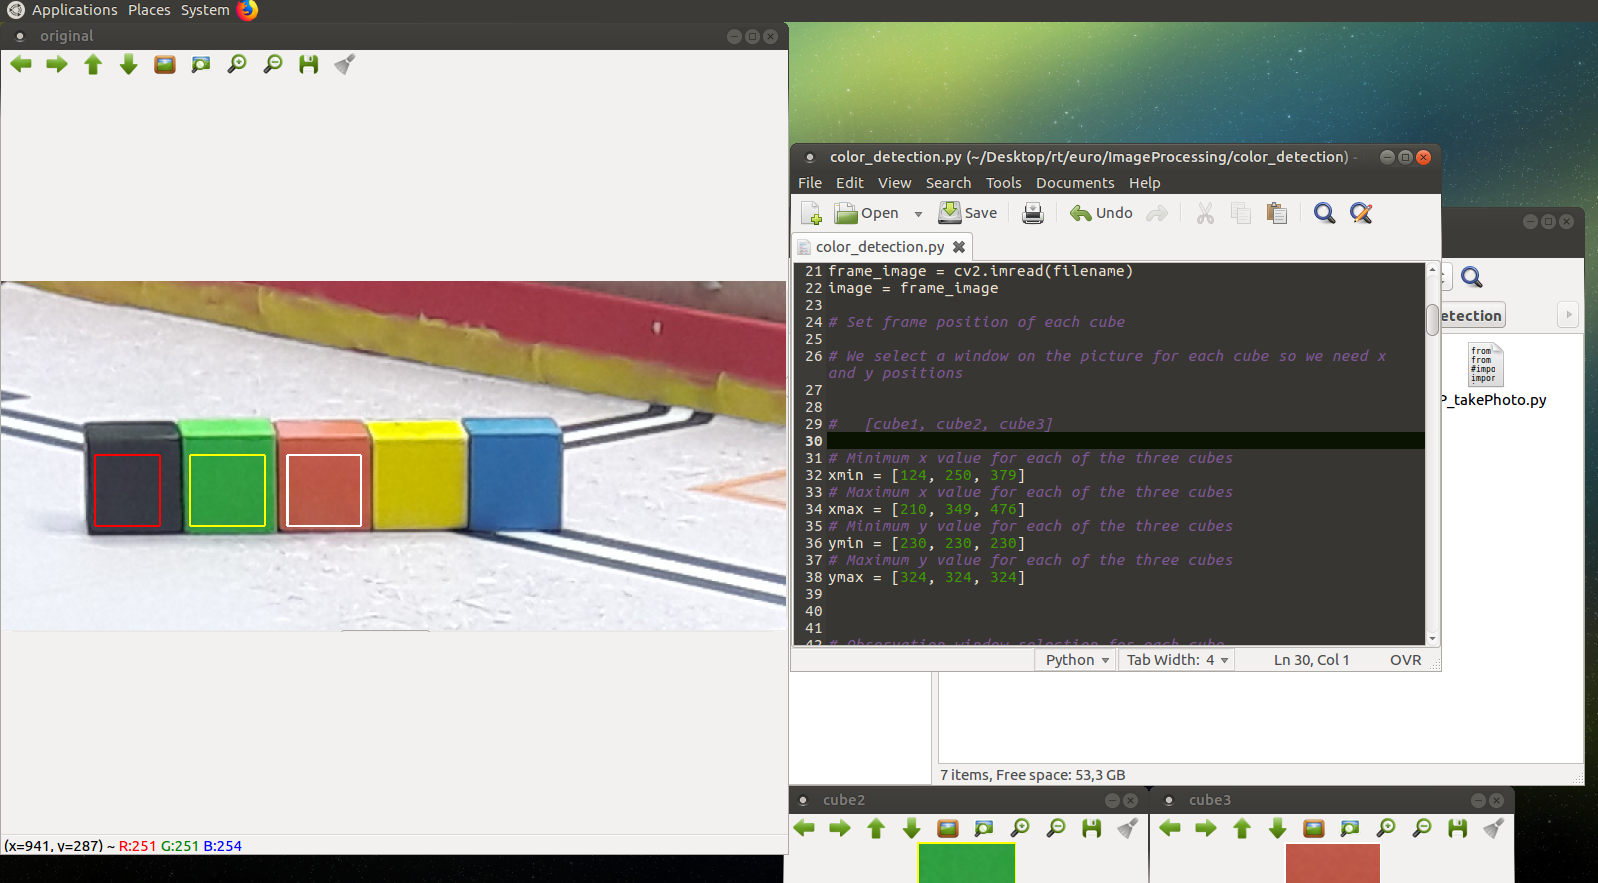 Applications Places System
original
(x=941, y=287) ~ R:251 G:251 B:254
color_detection.py (~/Desktop/rt/euro/ImageProcessing/color_detection) -
File Edit View Search Tools Documents Help
Open Save Undo
color_detection.py
21 frame_image = cv2.imread(filename)
22 image = frame_image
23
24 # Set frame position of each cube
25
26 # We select a window on the picture for each cube so we need x
and y positions
27
28
29 #   [cube1, cube2, cube3]
30
31 # Minimum x value for each of the three cubes
32 xmin = [124, 250, 379]
33 # Maximum x value for each of the three cubes
34 xmax = [210, 349, 476]
35 # Minimum y value for each of the three cubes
36 ymin = [230, 230, 230]
37 # Maximum y value for each of the three cubes
38 ymax = [324, 324, 324]
39
40
41
42 # Observation window selection for each cube
Python Tab Width: 4 Ln 30, Col 1 OVR
etection
from
from
#impo
impor
P_takePhoto.py
7 items, Free space: 53,3 GB
cube2
cube3